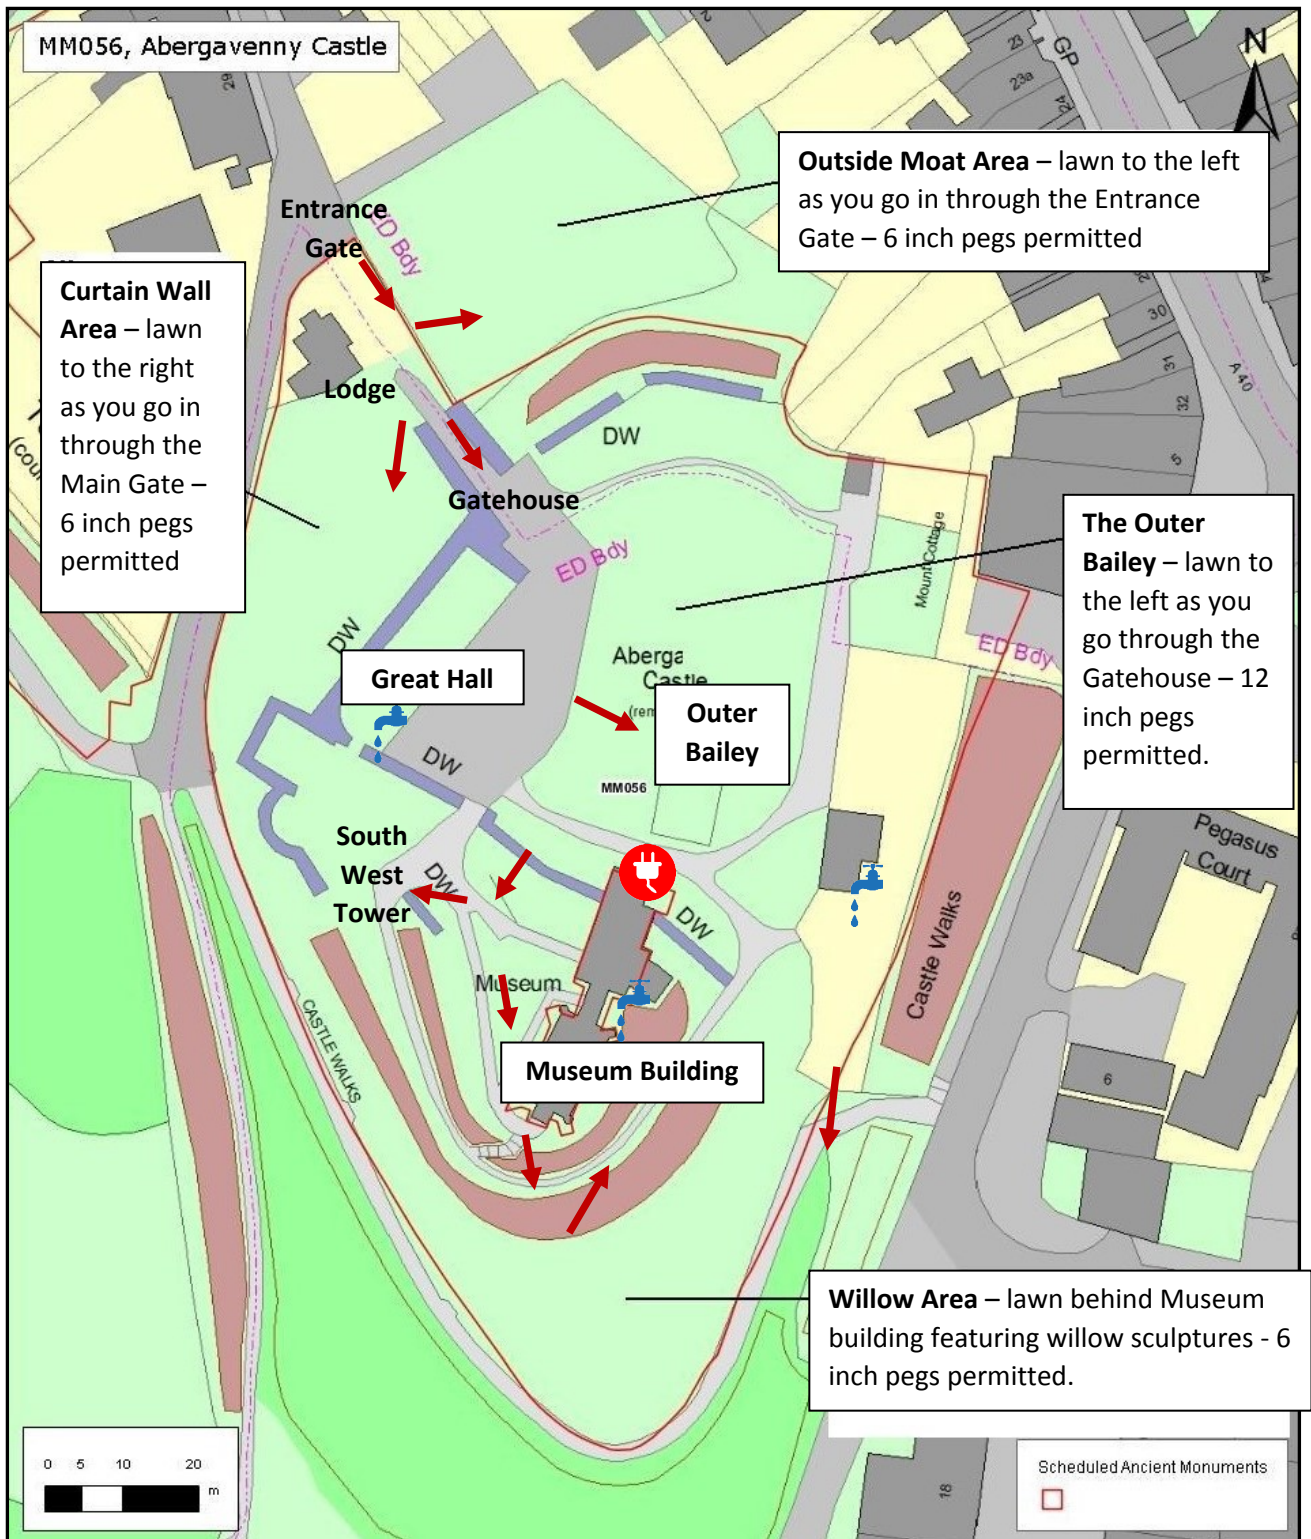 MM056, Abergavenny Castle
N
29
2
23
23a
24
GP
Outside Moat Area – lawn to the left
as you go in through the Entrance
Gate – 6 inch pegs permitted
Entrance
Gate
ED Bdy
Curtain Wall
Area – lawn
to the right
as you go in
through the
Main Gate –
6 inch pegs
permitted
30
31
32
A 40
5
Lodge
DW
Gatehouse
ED Bdy
Mount Cottage
The Outer
Bailey – lawn to
the left as you
go through the
Gatehouse – 12
inch pegs
permitted.
DW
ED Bdy
Great Hall
Aberga
Castle
(rem
Outer
Bailey
DW
MM056
Pegasus
Court
South
West
Tower
DW
DW
Castle Walks
Museum
CASTLE WALKS
Museum Building
6
Willow Area – lawn behind Museum
building featuring willow sculptures - 6
inch pegs permitted.
0 5 10 20
m
Scheduled Ancient Monuments
18